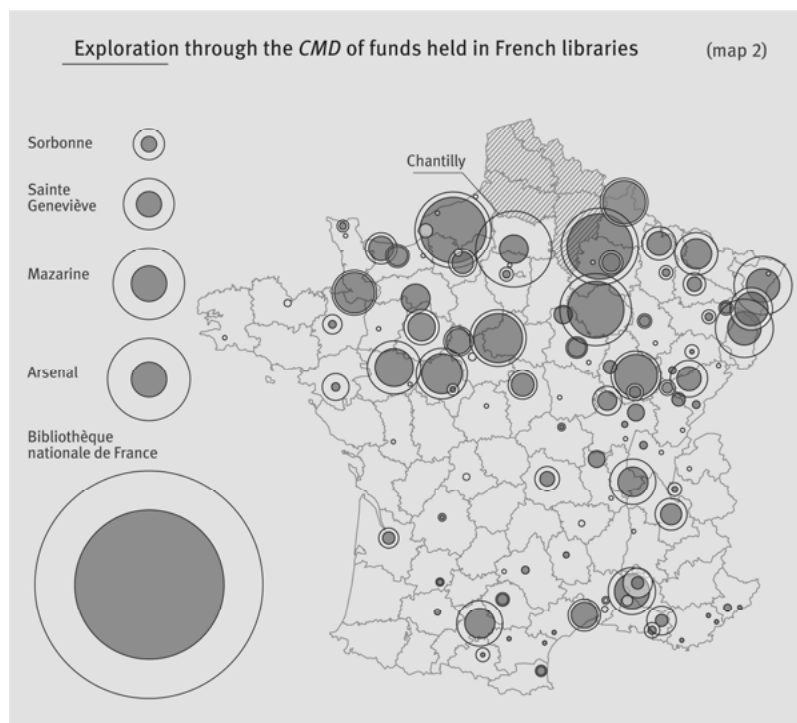 Exploration through the CMD of funds held in French libraries
(map 2)
Sorbonne
Sainte
Geneviève
Chantilly
Mazarine
Arsenal
Bibliothèque
nationale de France